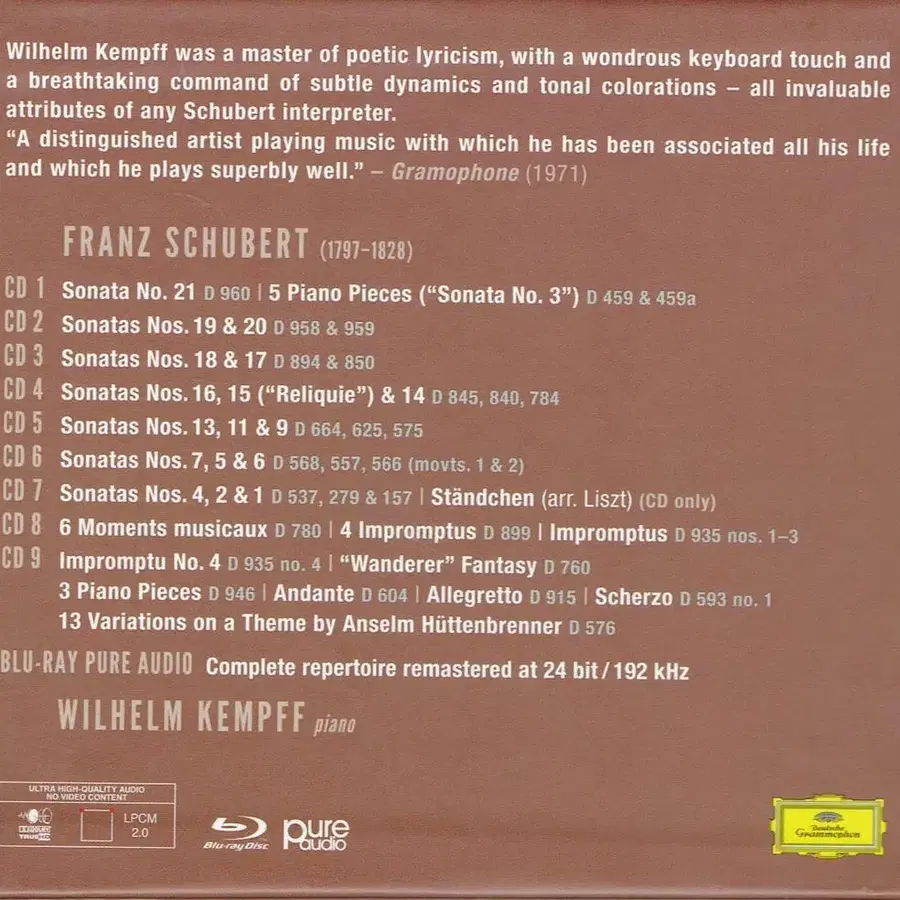 Wilhelm Kempff was a master of poetic lyricism, with a wondrous keyboard touch and
a breathtaking command of subtle dynamics and tonal colorations – all invaluable
attributes of any Schubert interpreter.
“A distinguished artist playing music with which he has been associated all his life
and which he plays superbly well.” – Gramophone (1971)
FRANZ SCHUBERT (1797–1828)
CD 1 Sonata No. 21 D 960 | 5 Piano Pieces (“Sonata No. 3”) D 459 & 459a
CD 2 Sonatas Nos. 19 & 20 D 958 & 959
CD 3 Sonatas Nos. 18 & 17 D 894 & 850
CD 4 Sonatas Nos. 16, 15 (“Reliquie”) & 14 D 845, 840, 784
CD 5 Sonatas Nos. 13, 11 & 9 D 664, 625, 575
CD 6 Sonatas Nos. 7, 5 & 6 D 568, 557, 566 (movts. 1 & 2)
CD 7 Sonatas Nos. 4, 2 & 1 D 537, 279 & 157 | Ständchen (arr. Liszt) (CD only)
CD 8 6 Moments musicaux D 780 | 4 Impromptus D 899 | Impromptus D 935 nos. 1–3
CD 9 Impromptu No. 4 D 935 no. 4 | “Wanderer” Fantasy D 760
3 Piano Pieces D 946 | Andante D 604 | Allegretto D 915 | Scherzo D 593 no. 1
13 Variations on a Theme by Anselm Hüttenbrenner D 576
BLU-RAY PURE AUDIO Complete repertoire remastered at 24 bit / 192 kHz
WILHELM KEMPFF piano
ULTRA HIGH-QUALITY AUDIO
NO VIDEO CONTENT
TRUEHD
LPCM
2.0
Blu-ray Disc
pure
audio
Deutsche
Grammophon